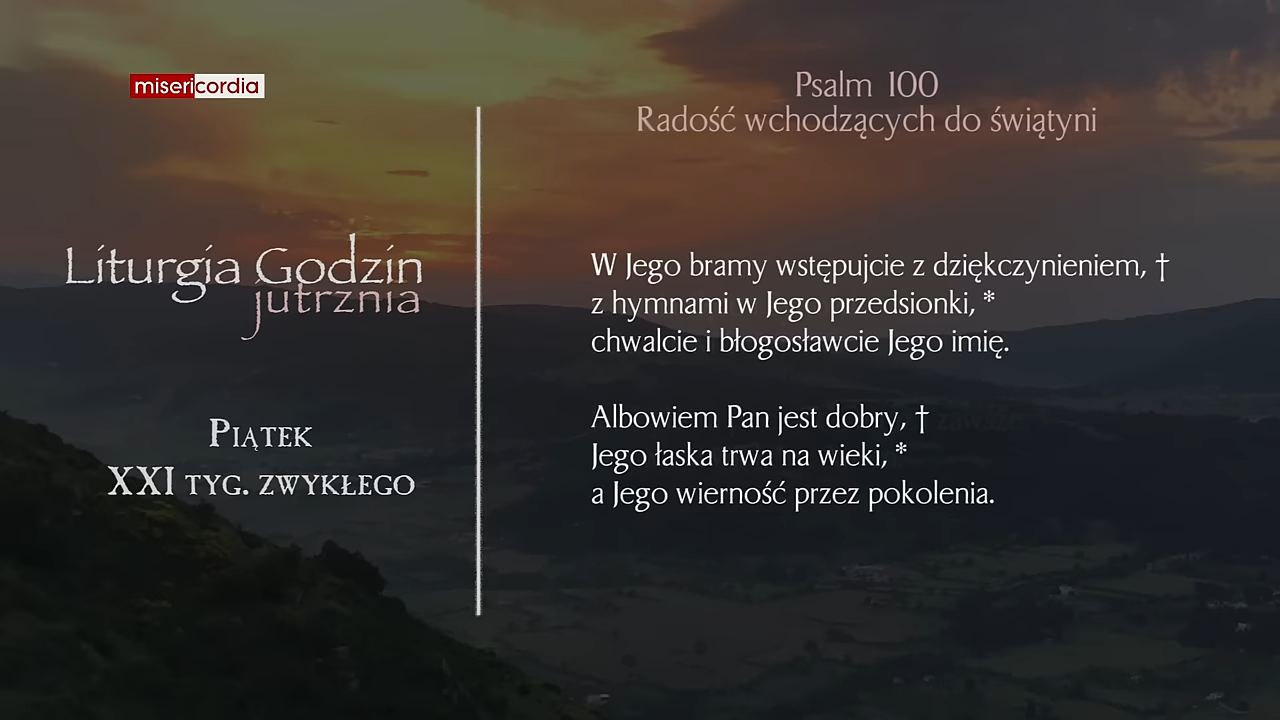 misericordia
Liturgia Godzin
jutrznia
Piątek
XXI tyg. zwykłego
Psalm 100
Radość wchodzących do świątyni
W Jego bramy wstępujcie z dziękczynieniem, †
z hymnami w Jego przedsionki, *
chwalcie i błogosławcie Jego imię.
Albowiem Pan jest dobry, †
Jego łaska trwa na wieki, *
a Jego wierność przez pokolenia.